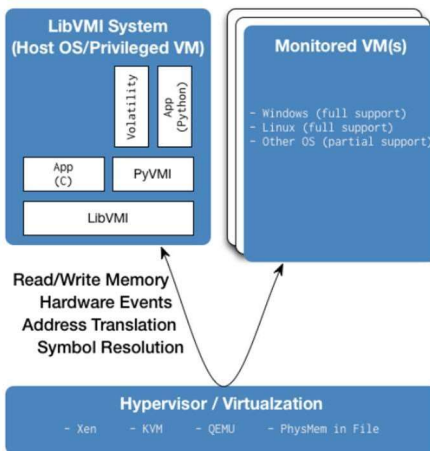 LibVMI System
(Host OS/Privileged VM)
Volatility
App
(Python)
App
(C)
PyVMI
LibVMI
Monitored VM(s)
- Windows (full support)
- Linux (full support)
- Other OS (partial support)
Read/Write Memory
Hardware Events
Address Translation
Symbol Resolution
Hypervisor / Virtualzation
- Xen - KVM - QEMU - PhysMem in File